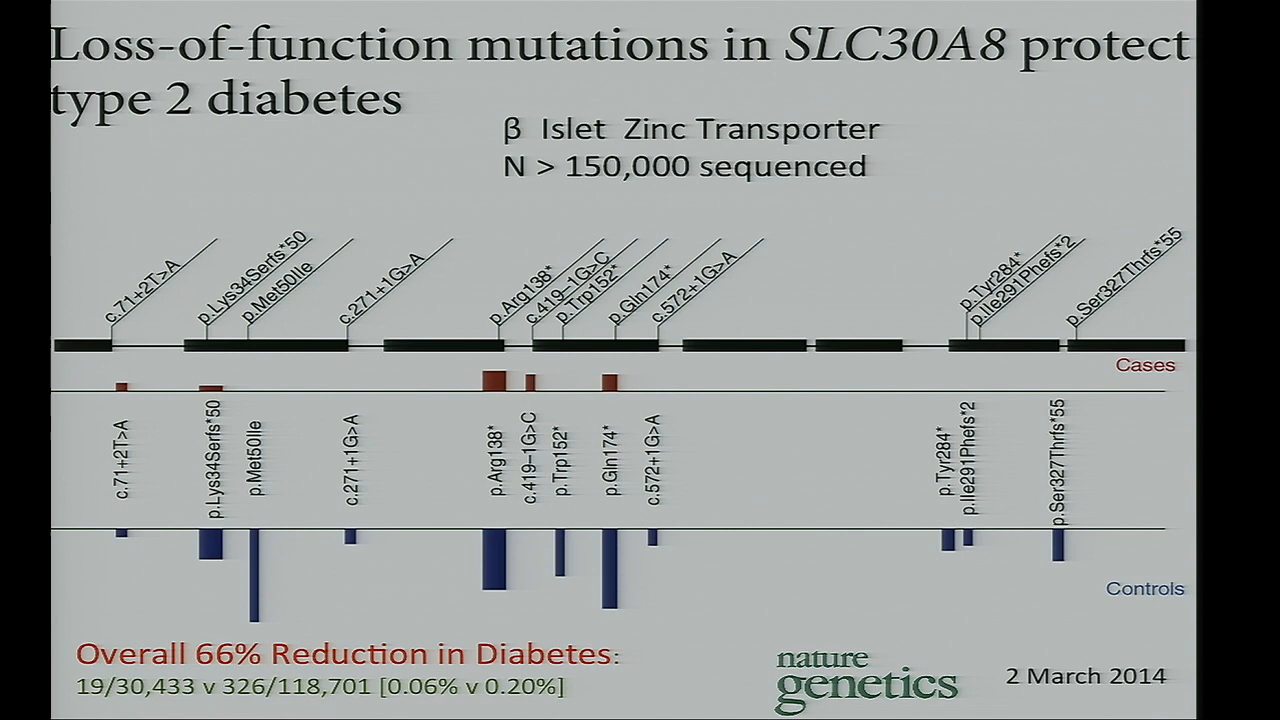 Loss-of-function mutations in SLC30A8 protect
type 2 diabetes
β Islet Zinc Transporter
N > 150,000 sequenced
c.71+2T>A
p.Lys34Serfs*50
p.Met50Ile
c.271+1G>A
p.Arg138*
c.419–1G>C
p.Trp152*
p.Gln174*
c.572+1G>A
p.Tyr284*
p.Ile291Phefs*2
p.Ser327Thrfs*55
Cases
c.71+2T>A
p.Lys34Serfs*50
p.Met50Ile
c.271+1G>A
p.Arg138*
c.419–1G>C
p.Trp152*
p.Gln174*
c.572+1G>A
p.Tyr284*
p.Ile291Phefs*2
p.Ser327Thrfs*55
Controls
Overall 66% Reduction in Diabetes:
19/30,433 v 326/118,701 [0.06% v 0.20%]
nature
genetics
2 March 2014